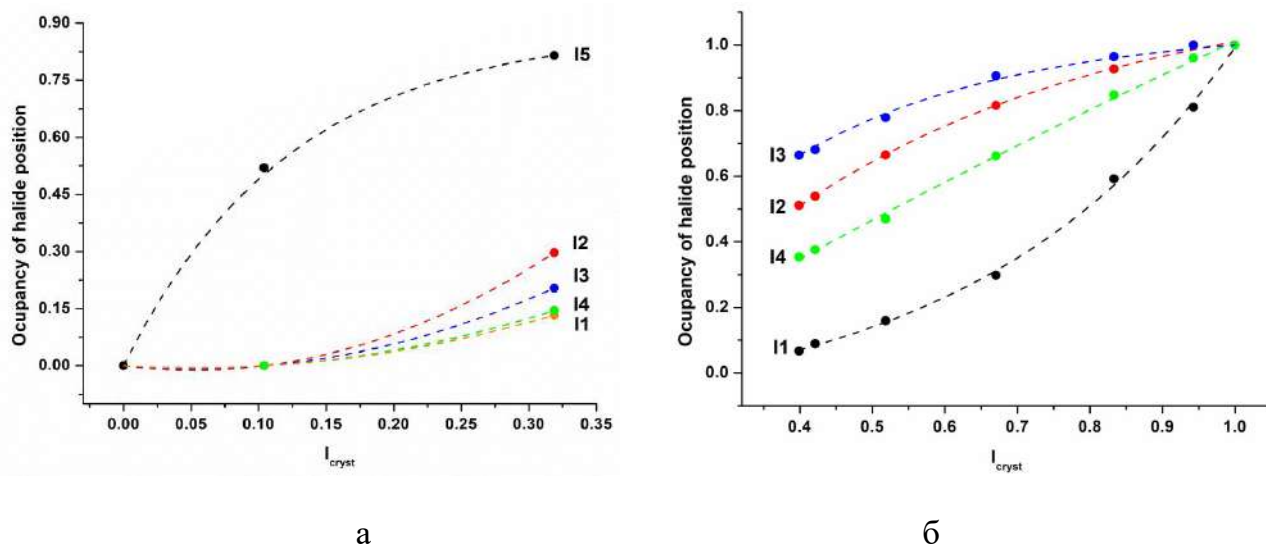 0.90
0.75
0.60
0.45
0.30
0.15
0.00
Ocupancy of halide position
I5
I2
I3
I4
I1
0.00 0.05 0.10 0.15 0.20 0.25 0.30 0.35
I cryst
а
1.0
0.8
0.6
0.4
0.2
0.0
Ocupancy of halide position
I3
I2
I4
I1
0.4 0.5 0.6 0.7 0.8 0.9 1.0
I cryst
б